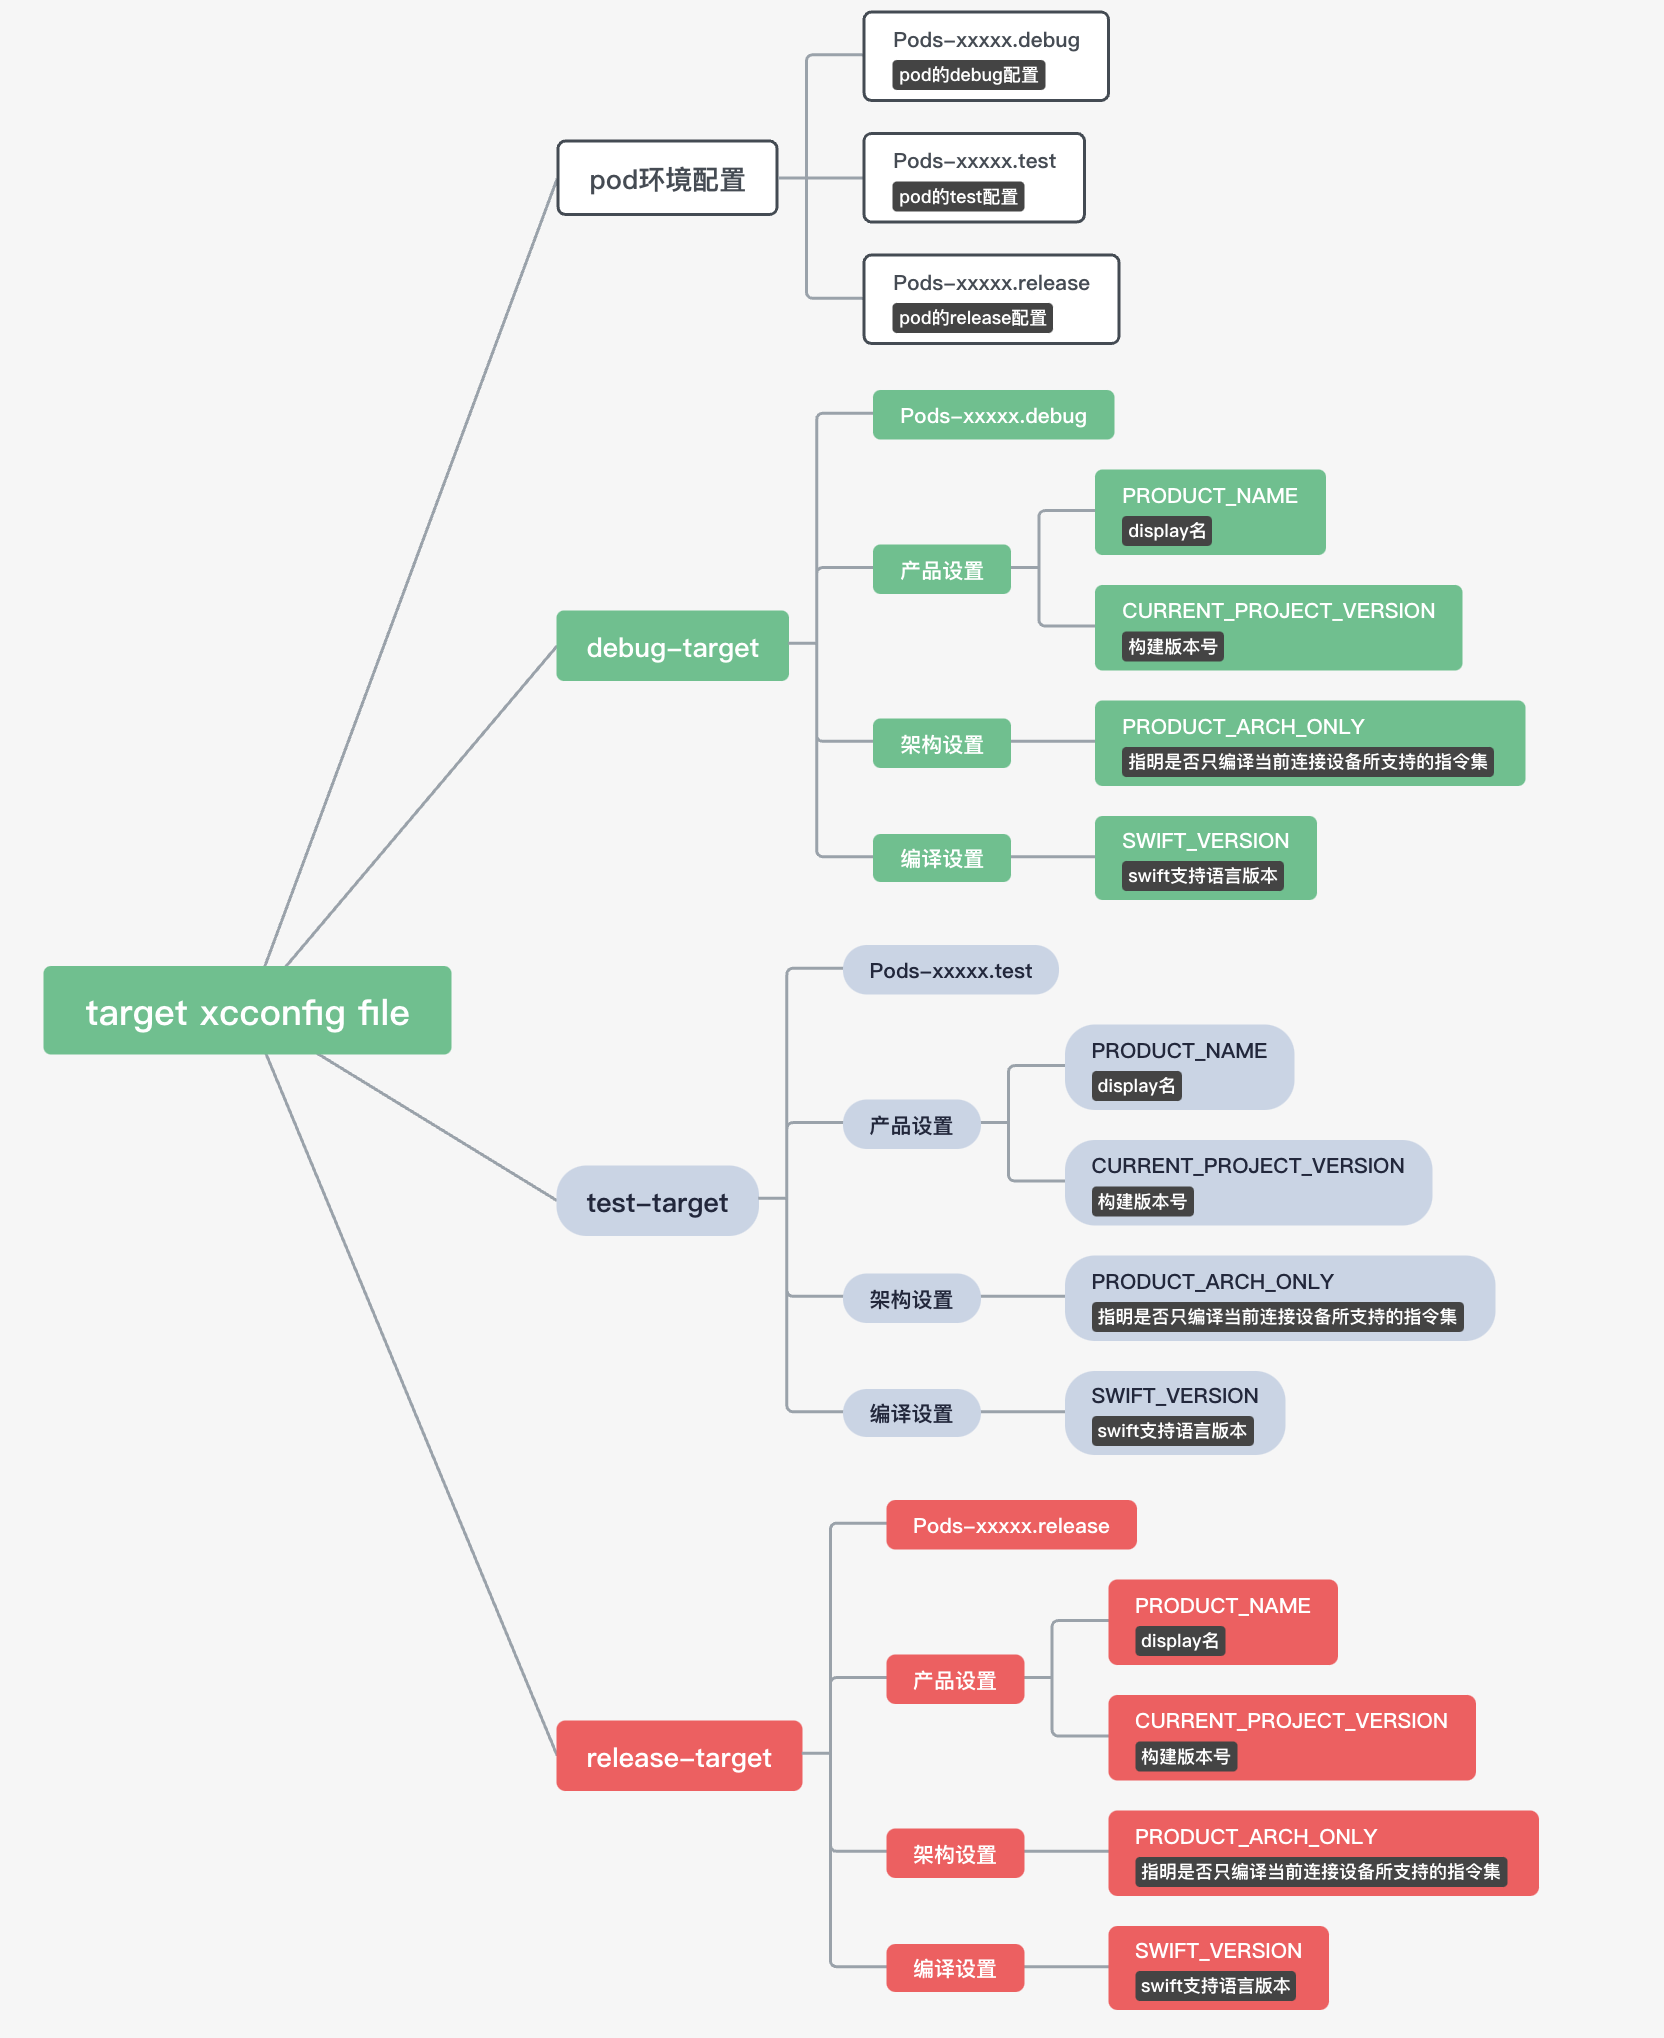 target xcconfig file
pod环境配置
Pods-xxxxx.debug
pod的debug配置
Pods-xxxxx.test
pod的test配置
Pods-xxxxx.release
pod的release配置
debug-target
Pods-xxxxx.debug
产品设置
PRODUCT_NAME
display名
CURRENT_PROJECT_VERSION
构建版本号
架构设置
PRODUCT_ARCH_ONLY
指明是否只编译当前连接设备所支持的指令集
编译设置
SWIFT_VERSION
swift支持语言版本
test-target
Pods-xxxxx.test
产品设置
PRODUCT_NAME
display名
CURRENT_PROJECT_VERSION
构建版本号
架构设置
PRODUCT_ARCH_ONLY
指明是否只编译当前连接设备所支持的指令集
编译设置
SWIFT_VERSION
swift支持语言版本
release-target
Pods-xxxxx.release
产品设置
PRODUCT_NAME
display名
CURRENT_PROJECT_VERSION
构建版本号
架构设置
PRODUCT_ARCH_ONLY
指明是否只编译当前连接设备所支持的指令集
编译设置
SWIFT_VERSION
swift支持语言版本